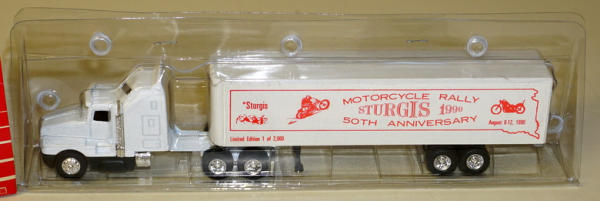 *Sturgis
Limited Edition 1 of 2,000
MOTORCYCLE RALLY
STURGIS 1990
50TH ANNIVERSARY
August 6-12, 1990